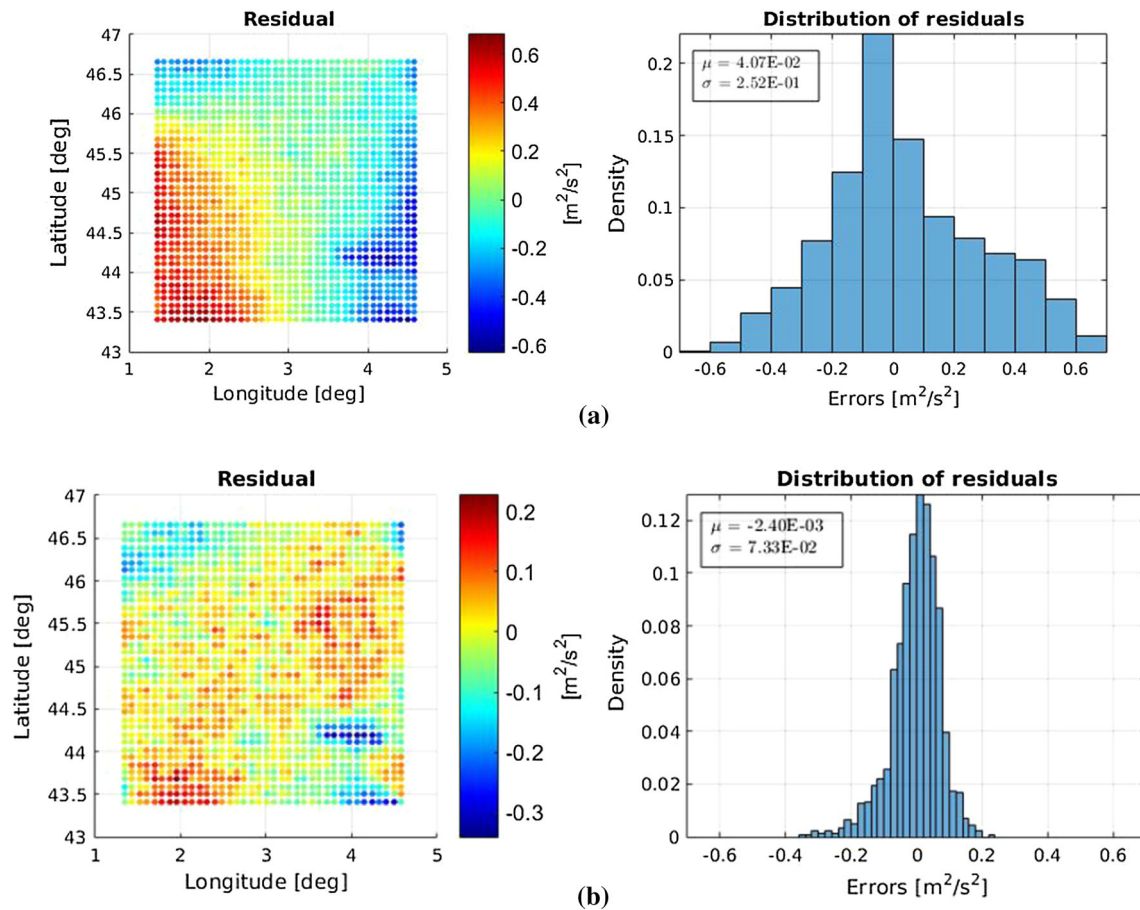 Residual
47
46.5
46
45.5
45
44.5
44
43.5
43
1 2 3 4 5
Latitude [deg]
Longitude [deg]
0.6
0.4
0.2
0
-0.2
-0.4
-0.6
[m²/s²]
Distribution of residuals
μ = 4.07E-02
σ = 2.52E-01
0.2
0.15
0.1
0.05
0
-0.6 -0.4 -0.2 0 0.2 0.4 0.6
Density
Errors [m²/s²]
(a)
Residual
47
46.5
46
45.5
45
44.5
44
43.5
43
1 2 3 4 5
Latitude [deg]
Longitude [deg]
0.2
0.1
0
-0.1
-0.2
-0.3
[m²/s²]
Distribution of residuals
μ = -2.40E-03
σ = 7.33E-02
0.12
0.1
0.08
0.06
0.04
0.02
0
-0.6 -0.4 -0.2 0 0.2 0.4 0.6
Density
Errors [m²/s²]
(b)